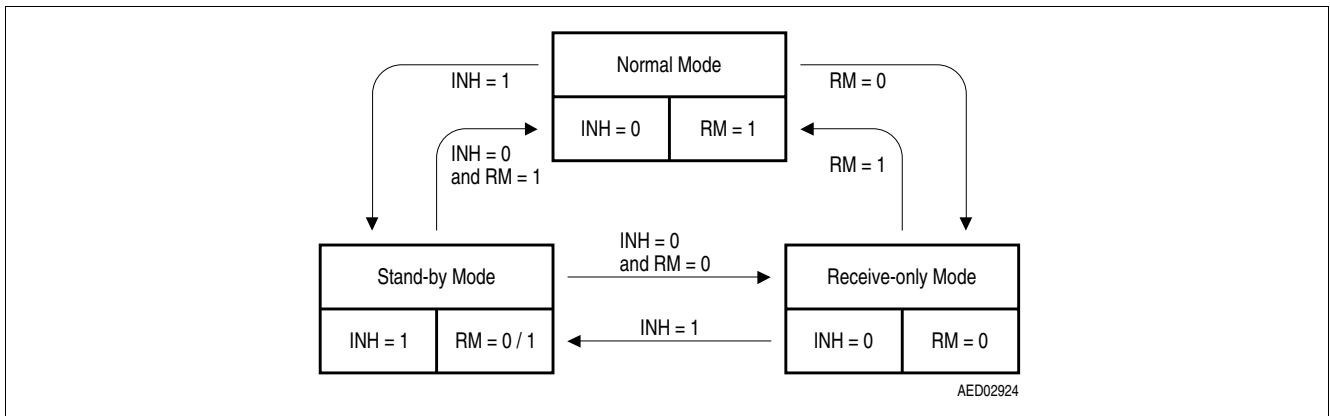 Normal Mode
INH = 1
RM = 0
INH = 0
RM = 1
INH = 0
and RM = 1
RM = 1
INH = 0
and RM = 0
Stand-by Mode
Receive-only Mode
INH = 1
INH = 1
RM = 0 / 1
INH = 0
RM = 0
AED02924